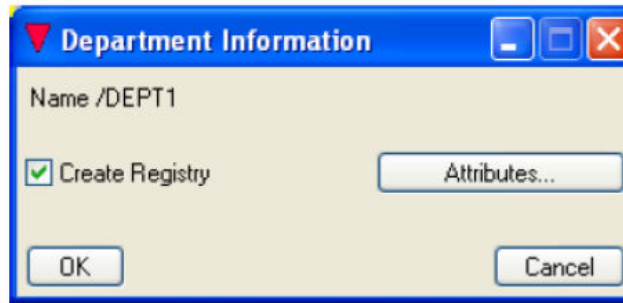 Department Information
Name /DEPT1
Create Registry
Attributes...
OK
Cancel